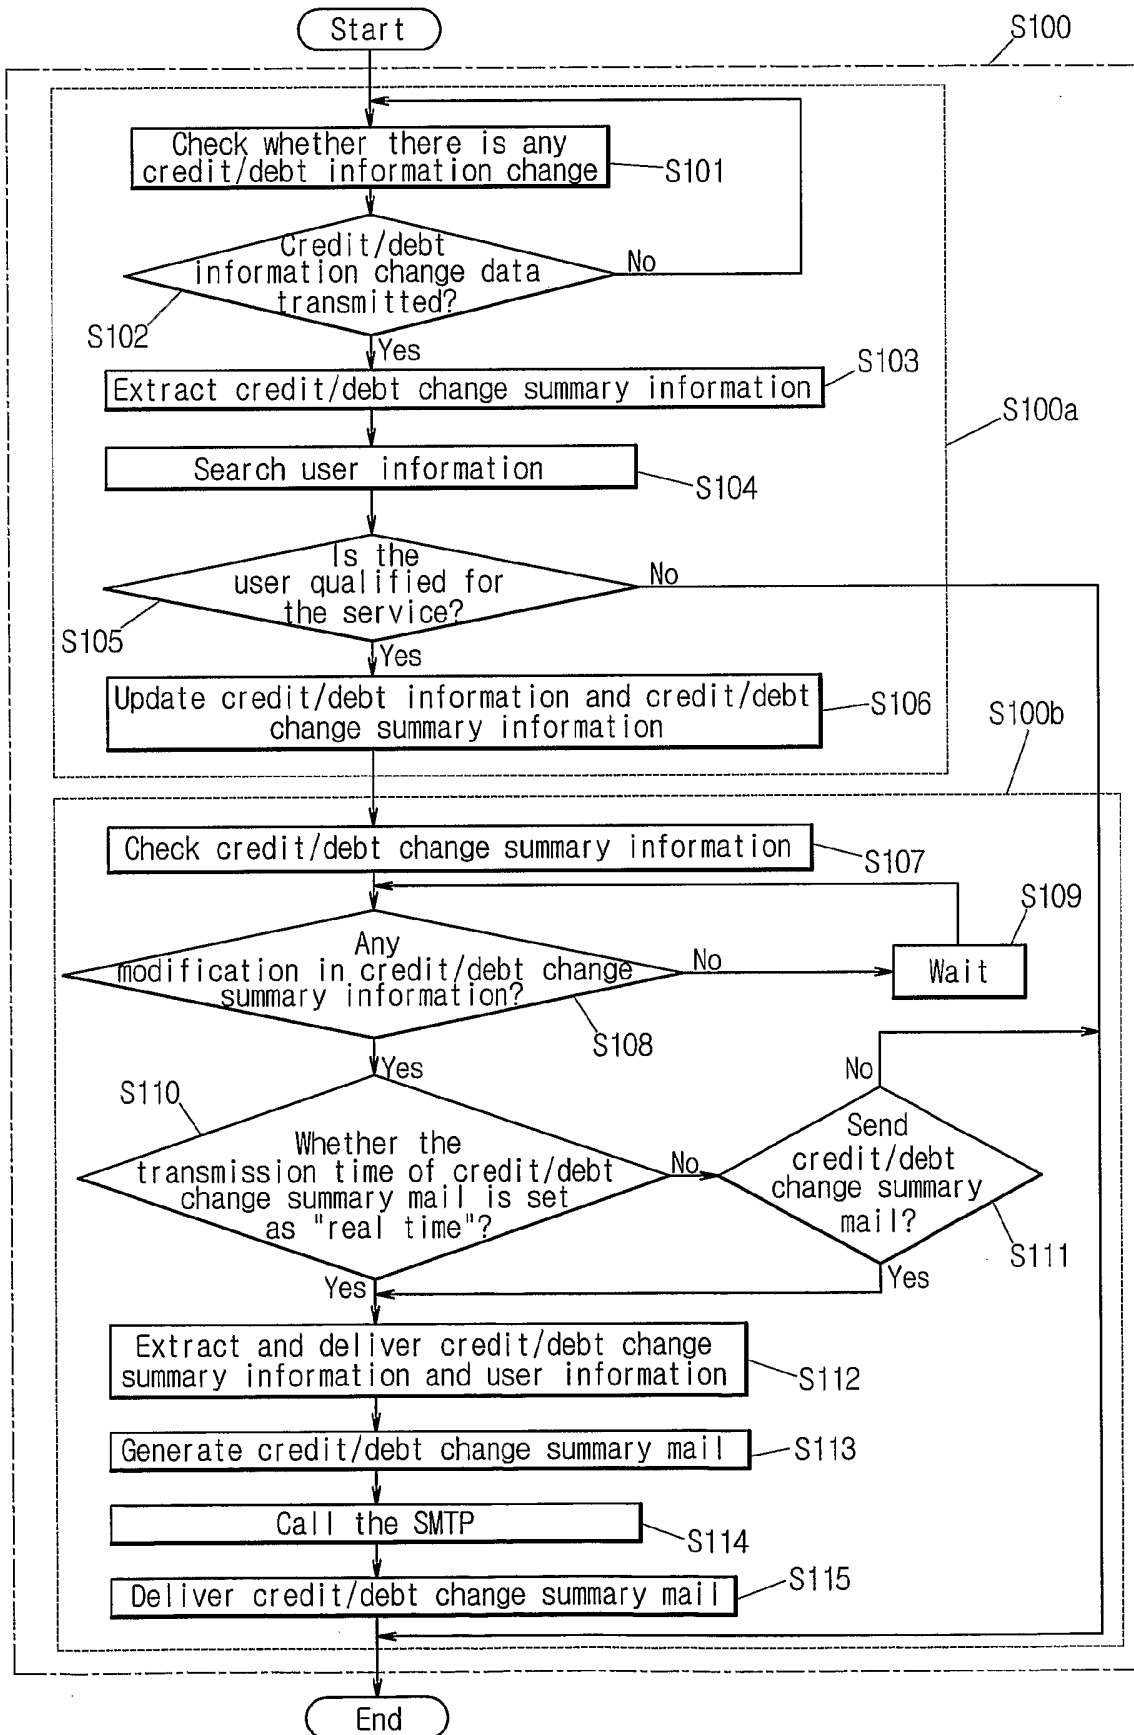 Start
S100
Check whether there is any
credit/debt information change
S101
Credit/debt
information change data
transmitted?
No
S102
Yes
S103
Extract credit/debt change summary information
S100a
Search user information
S104
Is the
user qualified for
the service?
No
S105
Yes
Update credit/debt information and credit/debt
change summary information
S106
S100b
Check credit/debt change summary information
S107
S109
Any
modification in credit/debt change
summary information?
No
Wait
S108
Yes
No
S110
Whether the
transmission time of credit/debt
change summary mail is set
as "real time"?
No
Send
credit/debt
change summary
mail?
S111
Yes
Yes
Extract and deliver credit/debt change
summary information and user information
S112
Generate credit/debt change summary mail
S113
Call the SMTP
S114
Deliver credit/debt change summary mail
S115
End